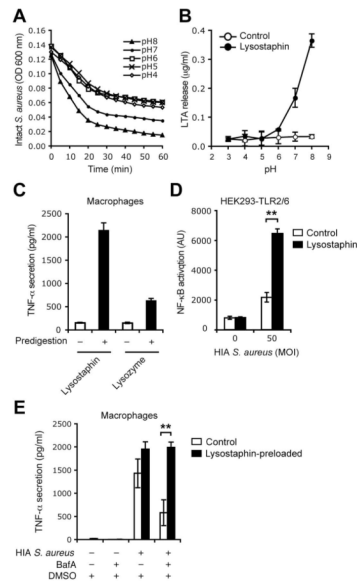 A
Intact S. aureus (OD 600 nm)
0.16
0.14
0.12
0.10
0.08
0.06
0.04
0.02
0.00
0 10 20 30 40 50 60
Time (min)
pH8
pH7
pH6
pH5
pH4
B
LTA release (μg/ml)
0.4
0.3
0.2
0.1
0.0
2 3 4 5 6 7 8
pH
Control
Lysostaphin
C
Macrophages
TNF-α secretion (pg/ml)
2500
2000
1500
1000
500
0
Predigestion – + – +
Lysostaphin
Lysozyme
D
HEK293-TLR2/6
NF-κB activation (AU)
8000
6000
4000
2000
0
**
Control
Lysostaphin
0 50
HIA S. aureus (MOI)
E
Macrophages
TNF-α secretion (pg/ml)
2500
2000
1500
1000
500
0
**
Control
Lysostaphin-preloaded
HIA S. aureus – – + +
BafA – + – +
DMSO + + + +